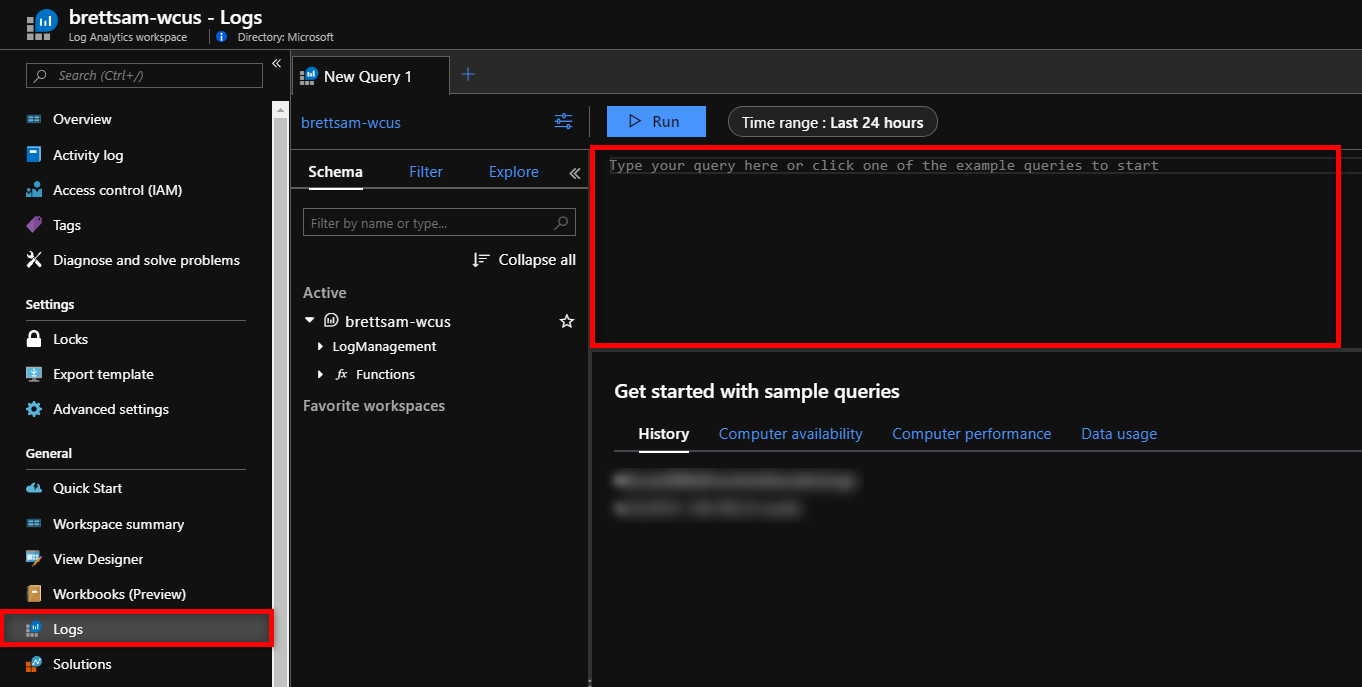 brettsam-wcus - Logs
Log Analytics workspace
Directory: Microsoft
Search (Ctrl+/)
Overview
Activity log
Access control (IAM)
Tags
Diagnose and solve problems
Settings
Locks
Export template
Advanced settings
General
Quick Start
Workspace summary
View Designer
Workbooks (Preview)
Logs
Solutions
New Query 1
brettsam-wcus
Run
Time range : Last 24 hours
Schema
Filter
Explore
Filter by name or type...
Collapse all
Active
brettsam-wcus
LogManagement
fx Functions
Favorite workspaces
Type your query here or click one of the example queries to start
Get started with sample queries
History
Computer availability
Computer performance
Data usage